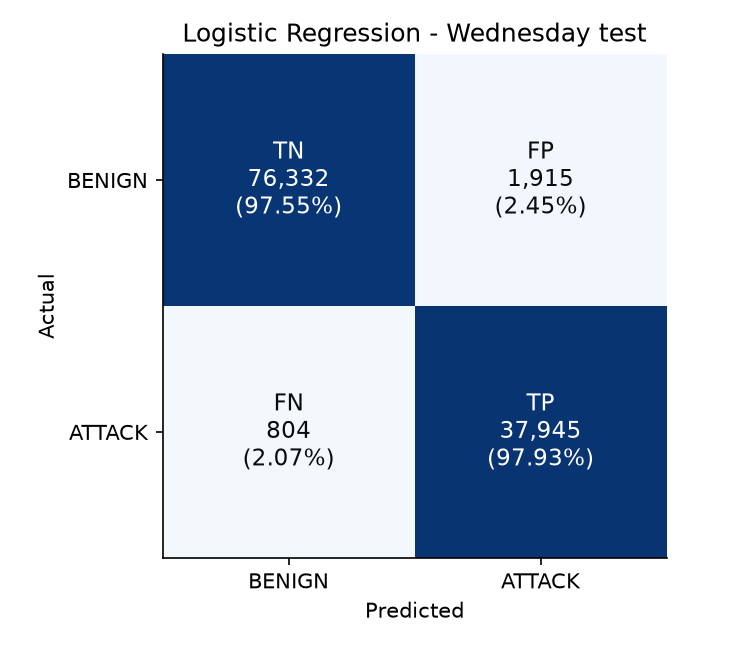 Logistic Regression - Wednesday test
TN
76,332
(97.55%)
FP
1,915
(2.45%)
BENIGN
Actual
FN
804
(2.07%)
TP
37,945
(97.93%)
ATTACK
BENIGN
ATTACK
Predicted